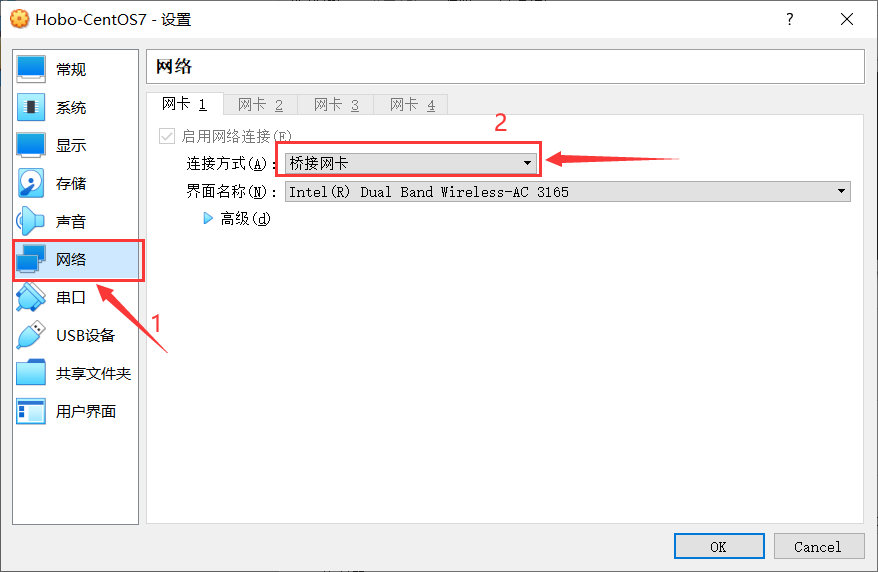 Hobo-CentOS7 - 设置
?
常规
系统
显示
存储
声音
网络
串口
USB设备
共享文件夹
用户界面
1
网络
网卡 1
网卡 2
网卡 3
网卡 4
2
启用网络连接(E)
连接方式(A):
桥接网卡
界面名称(N):
Intel(R) Dual Band Wireless-AC 3165
高级(d)
OK
Cancel